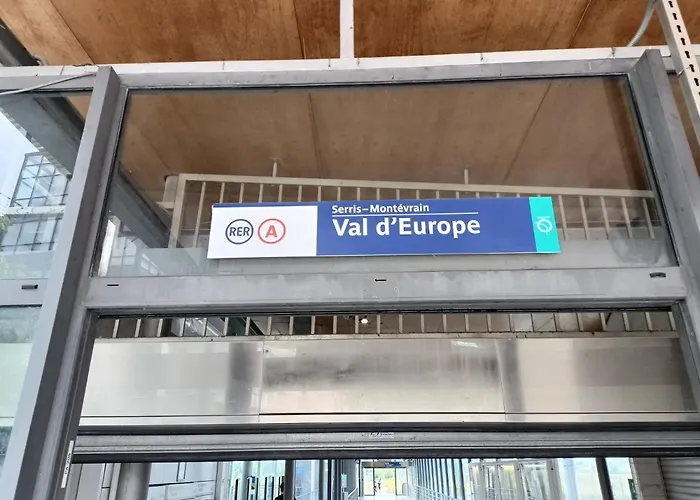 Serris–Montévrain
RER A Val d'Europe